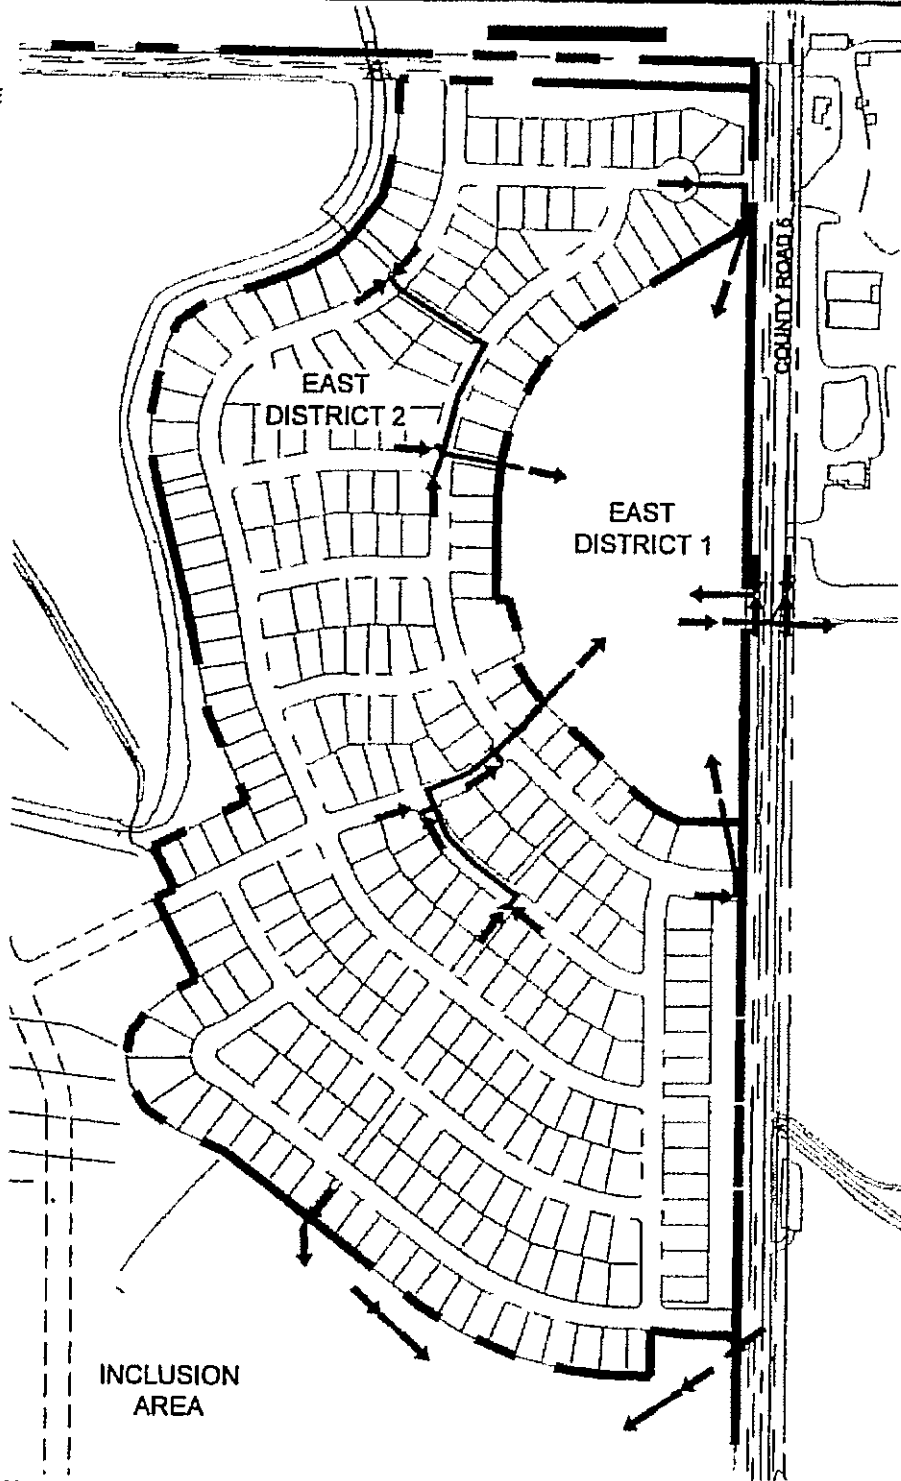 EAST
DISTRICT 2
COUNTY ROAD 6
EAST
DISTRICT 1
INCLUSION
AREA